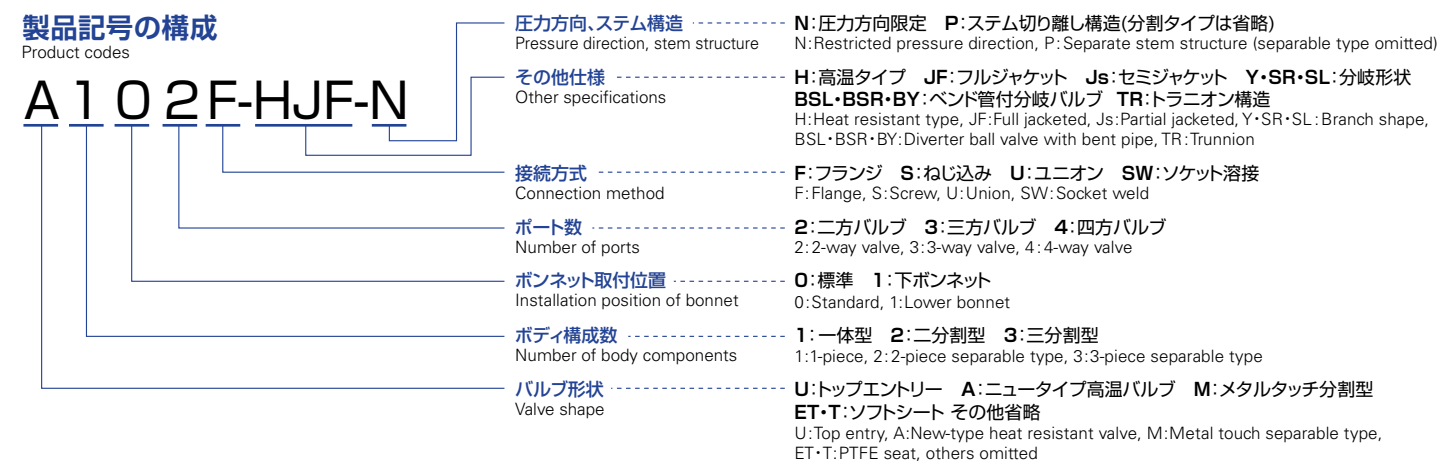 製品記号の構成
Product codes
A102F-HJF-N
圧力方向、ステム構造
Pressure direction, stem structure
N:圧力方向限定 P:ステム切り離し構造(分割タイプは省略)
N:Restricted pressure direction, P:Separate stem structure (separable type omitted)
その他仕様
Other specifications
H:高温タイプ JF:フルジャケット Js:セミジャケット Y・SR・SL:分岐形状
BSL・BSR・BY:ベンド管付分岐バルブ TR:トラニオン構造
H:Heat resistant type, JF:Full jacketed, Js:Partial jacketed, Y・SR・SL:Branch shape,
BSL・BSR・BY:Diverter ball valve with bent pipe, TR:Trunnion
接続方式
Connection method
F:フランジ S:ねじ込み U:ユニオン SW:ソケット溶接
F:Flange, S:Screw, U:Union, SW:Socket weld
ポート数
Number of ports
2:二方バルブ 3:三方バルブ 4:四方バルブ
2:2-way valve, 3:3-way valve, 4:4-way valve
ボンネット取付位置
Installation position of bonnet
0:標準 1:下ボンネット
0:Standard, 1:Lower bonnet
ボディ構成数
Number of body components
1:一体型 2:二分割型 3:三分割型
1:1-piece, 2:2-piece separable type, 3:3-piece separable type
バルブ形状
Valve shape
U:トップエントリー A:ニュータイプ高温バルブ M:メタルタッチ分割型
ET・T:ソフトシート その他省略
U:Top entry, A:New-type heat resistant valve, M:Metal touch separable type,
ET・T:PTFE seat, others omitted